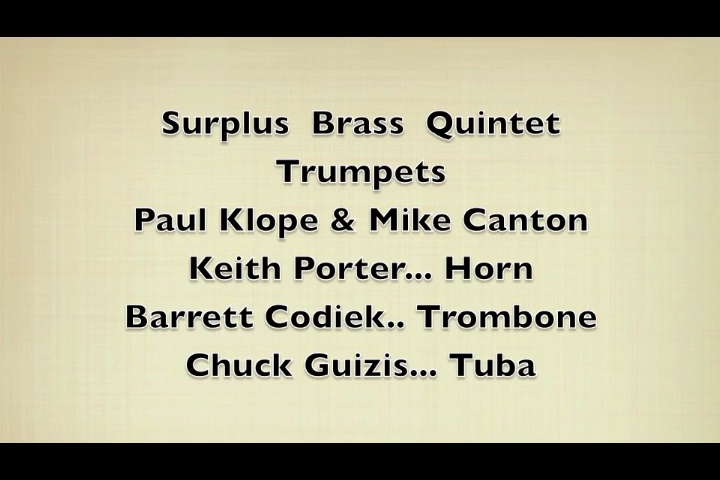 Surplus Brass Quintet
Trumpets
Paul Klope & Mike Canton
Keith Porter... Horn
Barrett Codiek.. Trombone
Chuck Guizis... Tuba